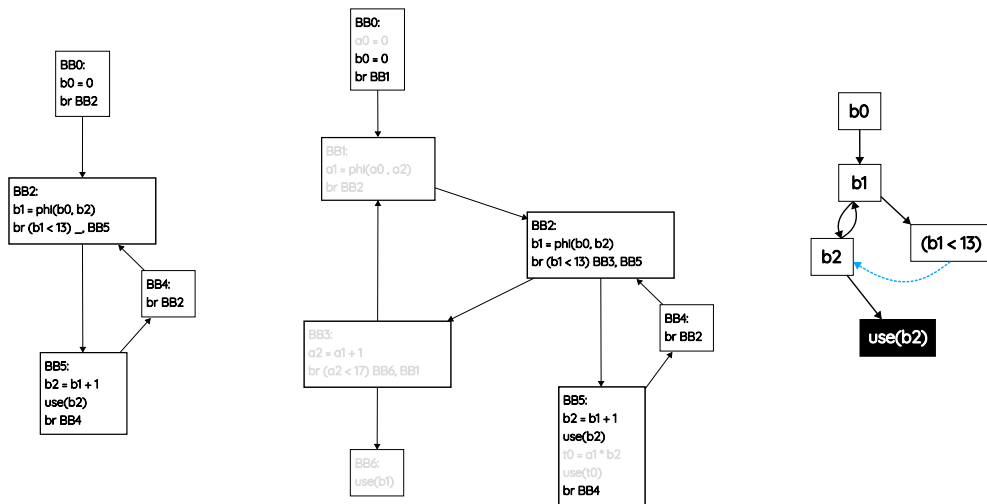 BB0:
b0 = 0
br BB2
BB2:
b1 = phi(b0, b2)
br (b1 < 13) _, BB5
BB4:
br BB2
BB5:
b2 = b1 + 1
use(b2)
br BB4
BB0:
a0 = 0
b0 = 0
br BB1
BB1:
a1 = phi(a0 , a2)
br BB2
BB2:
b1 = phi(b0, b2)
br (b1 < 13) BB3, BB5
BB3:
a2 = a1 + 1
br (a2 < 17) BB6, BB1
BB4:
br BB2
BB6:
use(b1)
BB5:
b2 = b1 + 1
use(b2)
t0 = a1 * b2
use(t0)
br BB4
b0
b1
(b1 < 13)
b2
use(b2)